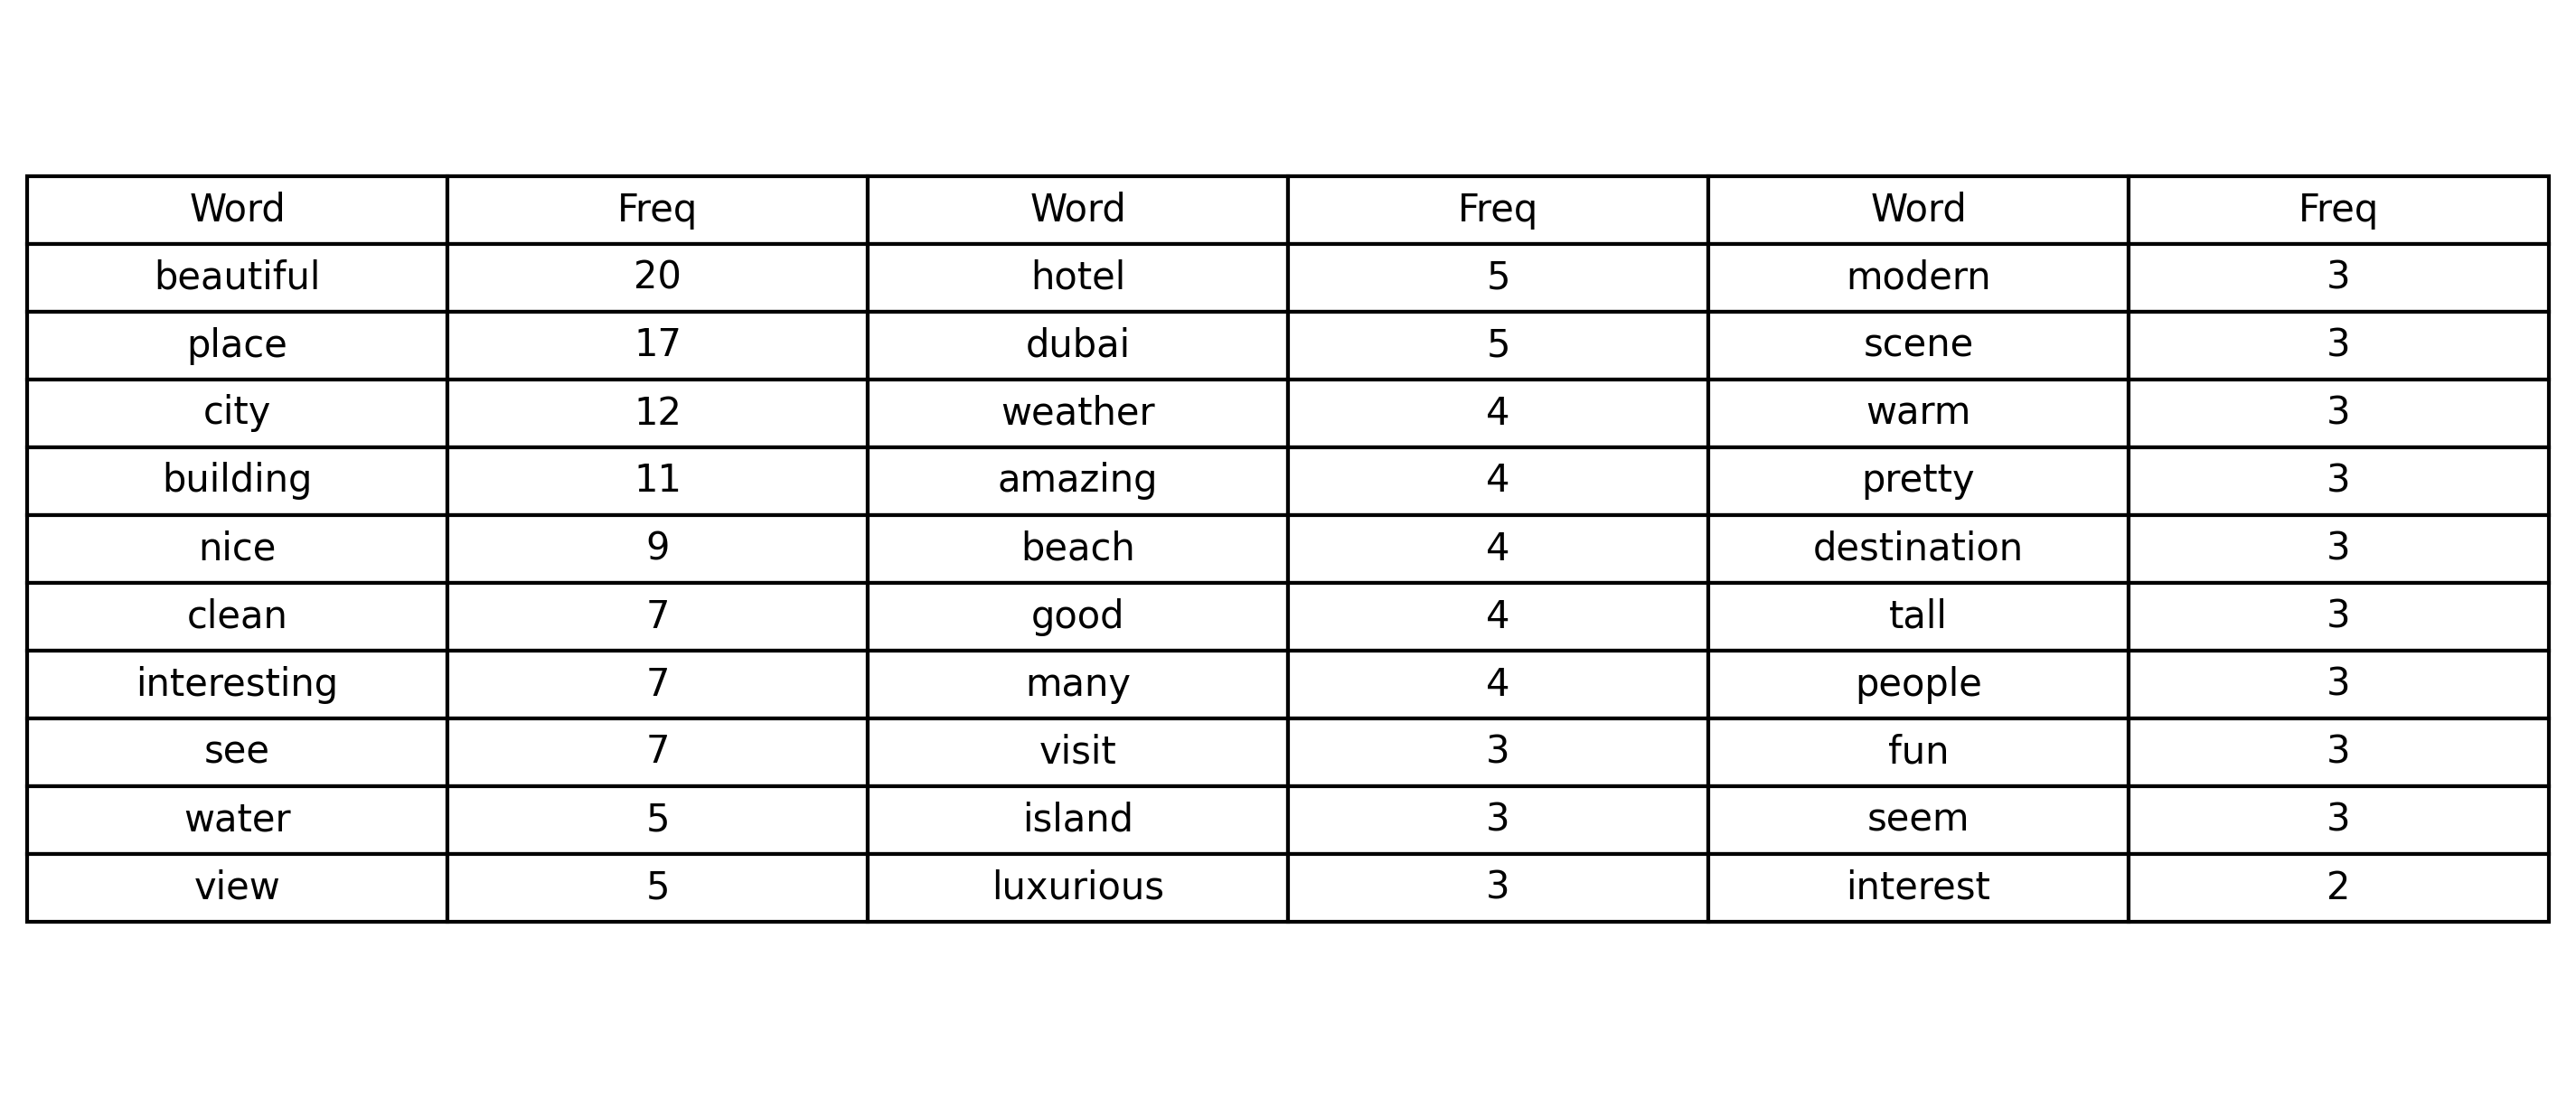 Word Freq Word Freq Word Freq
beautiful 20 hotel 5 modern 3
place 17 dubai 5 scene 3
city 12 weather 4 warm 3
building 11 amazing 4 pretty 3
nice 9 beach 4 destination 3
clean 7 good 4 tall 3
interesting 7 many 4 people 3
see 7 visit 3 fun 3
water 5 island 3 seem 3
view 5 luxurious 3 interest 2